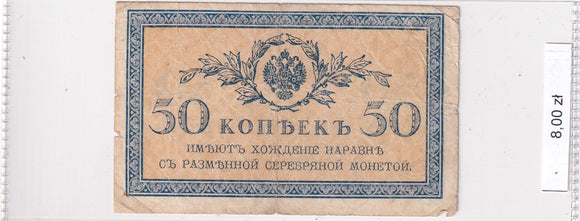 50 КОПѢЕКЪ 50
ИМѢЮТЪ ХОЖДЕНІЕ НАРАВНѢ
СЪ РАЗМѢННОЙ СЕРЕБРЯНОЙ МОНЕТОЙ.
8,00 zł